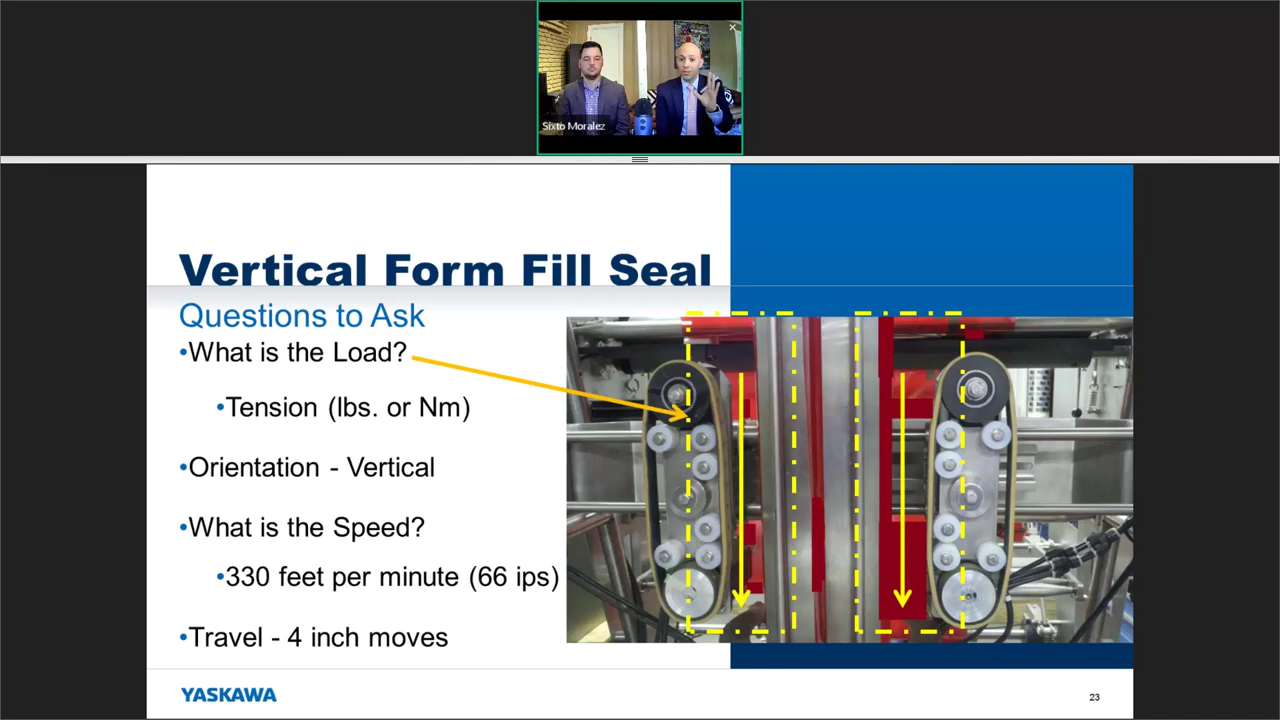 Sixto Moralez
Vertical Form Fill Seal
Questions to Ask
•What is the Load?
•Tension (lbs. or Nm)
•Orientation - Vertical
•What is the Speed?
•330 feet per minute (66 ips)
•Travel - 4 inch moves
YASKAWA
23